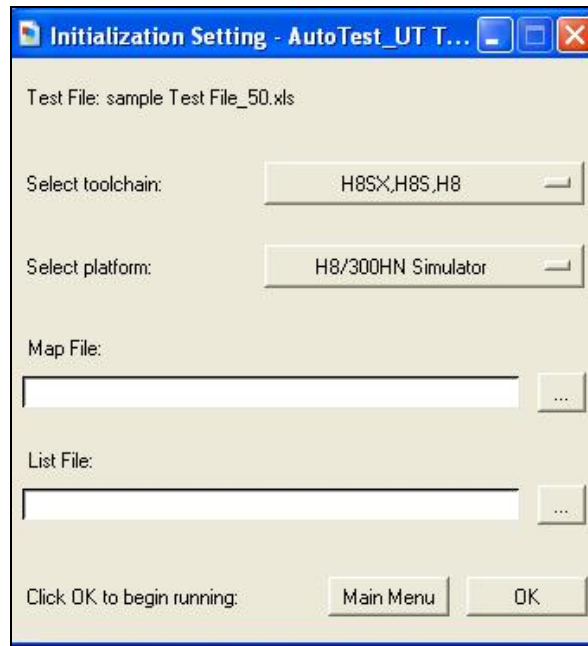 Initialization Setting - AutoTest_UT T...
Test File: sample Test File_50.xls
Select toolchain: H8SX,H8S,H8
Select platform: H8/300HN Simulator
Map File:
...
List File:
...
Click OK to begin running: Main Menu OK